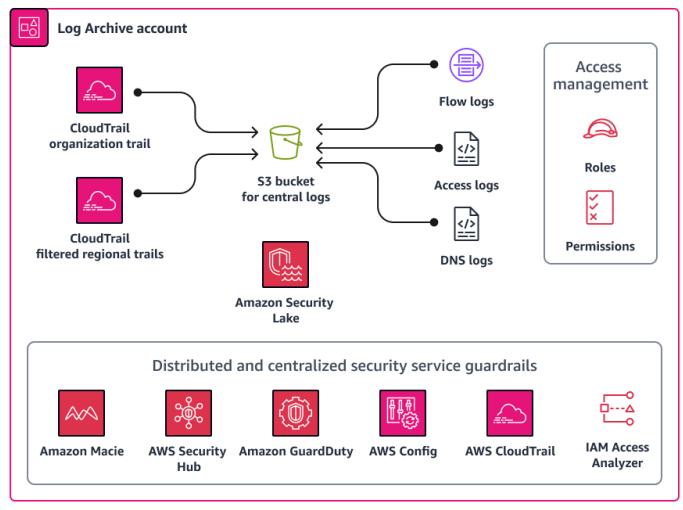 Log Archive account
CloudTrail
organization trail
CloudTrail
filtered regional trails
S3 bucket
for central logs
Flow logs
Access logs
DNS logs
Amazon Security
Lake
Access
management
Roles
Permissions
Distributed and centralized security service guardrails
Amazon Macie
AWS Security
Hub
Amazon GuardDuty
AWS Config
AWS CloudTrail
IAM Access
Analyzer